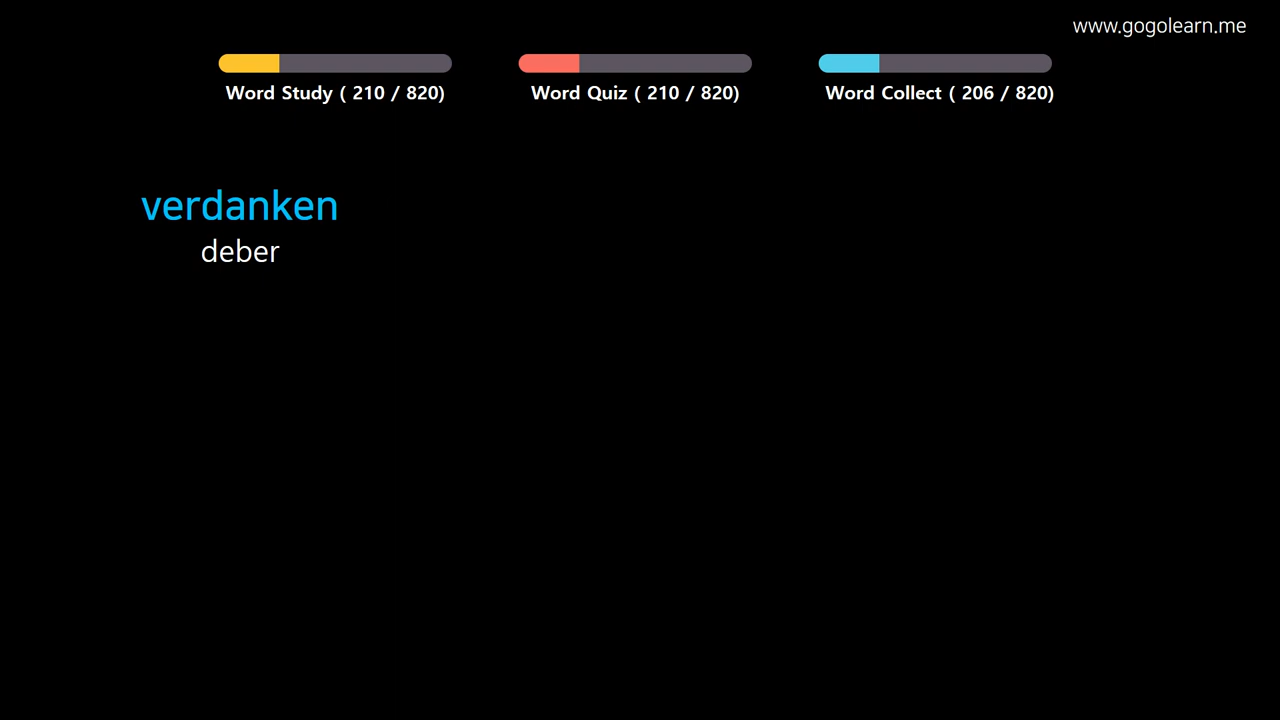 www.gogolearn.me
Word Study ( 210 / 820)
Word Quiz ( 210 / 820)
Word Collect ( 206 / 820)
verdanken
deber